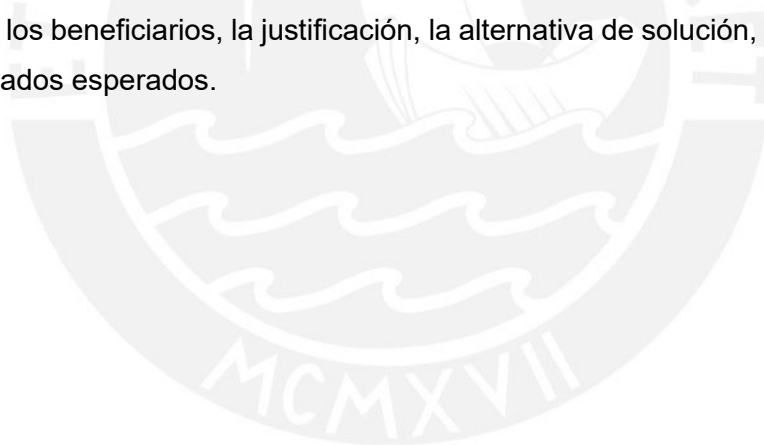 los beneficiarios, la justificación, la alternativa de solución,
ados esperados.
MCMXVII